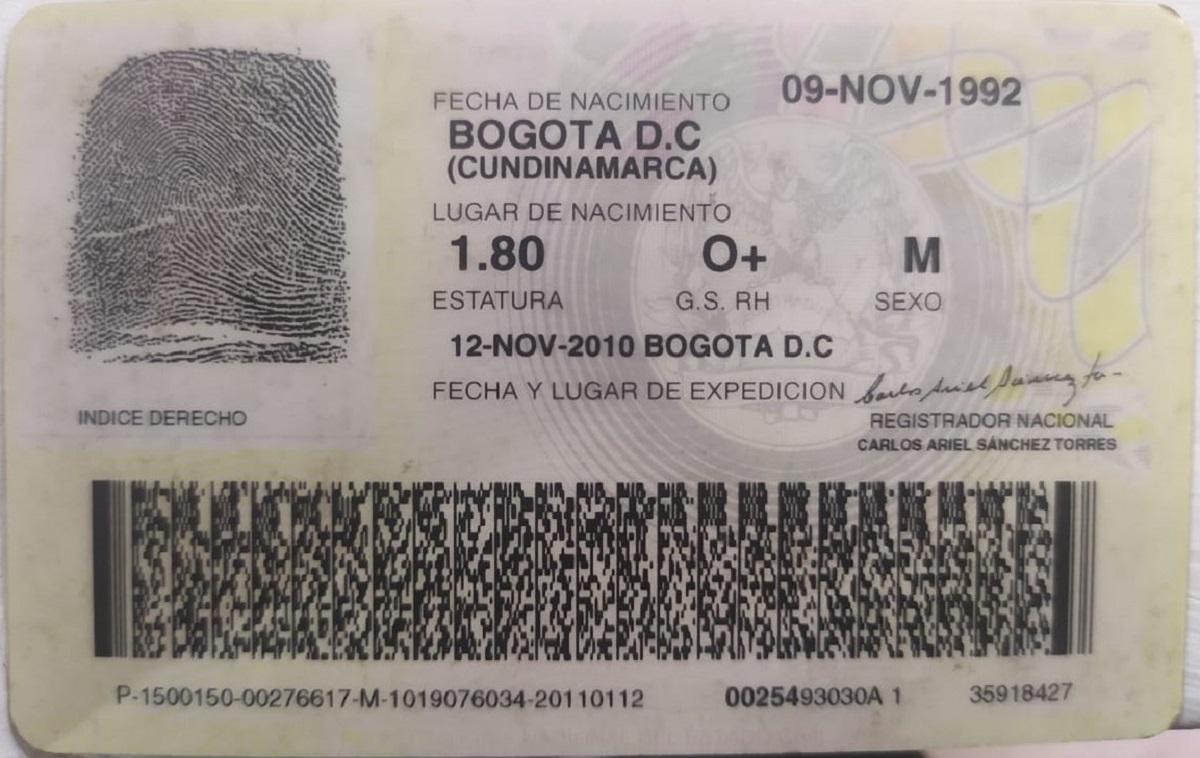 FECHA DE NACIMIENTO 09-NOV-1992
BOGOTA D.C
(CUNDINAMARCA)
LUGAR DE NACIMIENTO
1.80 O+ M
ESTATURA G.S. RH SEXO
12-NOV-2010 BOGOTA D.C
FECHA Y LUGAR DE EXPEDICION
Carlos Ariel Sánchez To
INDICE DERECHO
REGISTRADOR NACIONAL
CARLOS ARIEL SÁNCHEZ TORRES
P-1500150-00276617-M-1019076034-20110112 0025493030A 1 35918427